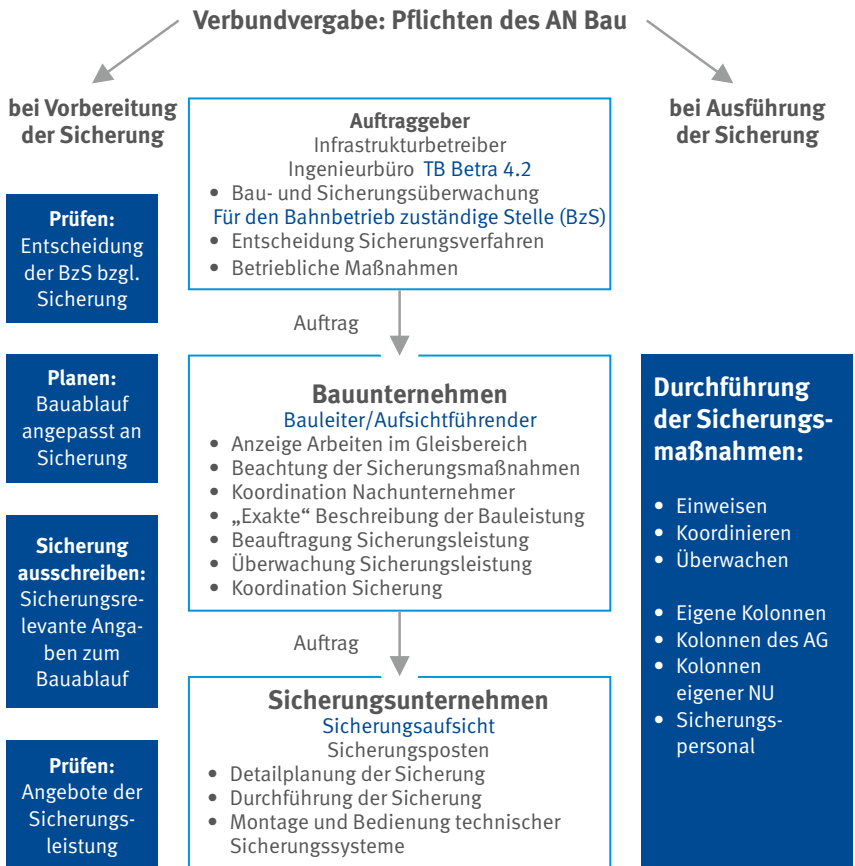 Verbundvergabe: Pflichten des AN Bau
bei Vorbereitung
der Sicherung
Prüfen:
Entscheidung
der BzS bzgl.
Sicherung
Planen:
Bauablauf
angepasst an
Sicherung
Sicherung
ausschreiben:
Sicherungsre-
levante Anga-
ben zum
Bauablauf
Prüfen:
Angebote der
Sicherungs-
leistung
Auftraggeber
Infrastrukturbetreiber
Ingenieurbüro TB Betra 4.2
• Bau- und Sicherungsüberwachung
Für den Bahnbetrieb zuständige Stelle (BzS)
• Entscheidung Sicherungsverfahren
• Betriebliche Maßnahmen
Auftrag
Bauunternehmen
Bauleiter/Aufsichtführender
• Anzeige Arbeiten im Gleisbereich
• Beachtung der Sicherungsmaßnahmen
• Koordination Nachunternehmer
• „Exakte“ Beschreibung der Bauleistung
• Beauftragung Sicherungsleistung
• Überwachung Sicherungsleistung
• Koordination Sicherung
Auftrag
Sicherungsunternehmen
Sicherungsaufsicht
Sicherungsposten
• Detailplanung der Sicherung
• Durchführung der Sicherung
• Montage und Bedienung technischer
Sicherungssysteme
bei Ausführung
der Sicherung
Durchführung
der Sicherungs-
maßnahmen:
• Einweisen
• Koordinieren
• Überwachen
• Eigene Kolonnen
• Kolonnen des AG
• Kolonnen
eigener NU
• Sicherungs-
personal